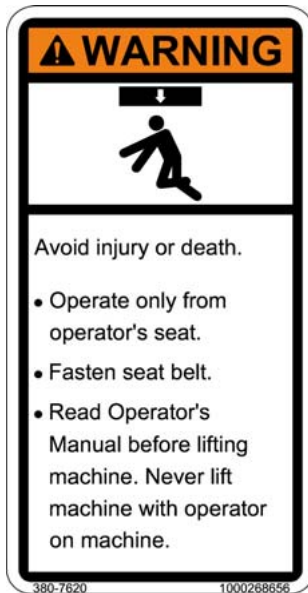 WARNING
Avoid injury or death.
• Operate only from
operator's seat.
• Fasten seat belt.
• Read Operator's
Manual before lifting
machine. Never lift
machine with operator
on machine.
380-7620 1000268656